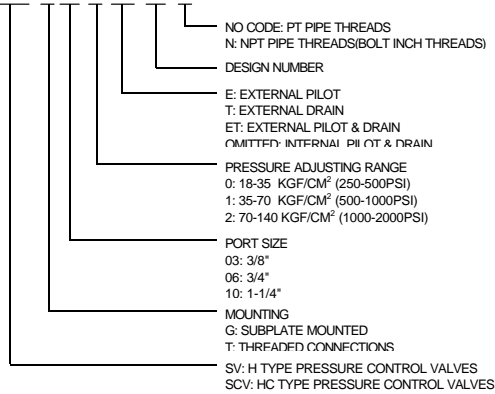 NO CODE: PT PIPE THREADS
N: NPT PIPE THREADS(BOLT INCH THREADS)
DESIGN NUMBER
E: EXTERNAL PILOT
T: EXTERNAL DRAIN
ET: EXTERNAL PILOT & DRAIN
OMITTED: INTERNAL PILOT & DRAIN
PRESSURE ADJUSTING RANGE
0: 18-35 KGF/CM² (250-500PSI)
1: 35-70 KGF/CM² (500-1000PSI)
2: 70-140 KGF/CM² (1000-2000PSI)
PORT SIZE
03: 3/8"
06: 3/4"
10: 1-1/4"
MOUNTING
G: SUBPLATE MOUNTED
T: THREADED CONNECTIONS
SV: H TYPE PRESSURE CONTROL VALVES
SCV: HC TYPE PRESSURE CONTROL VALVES